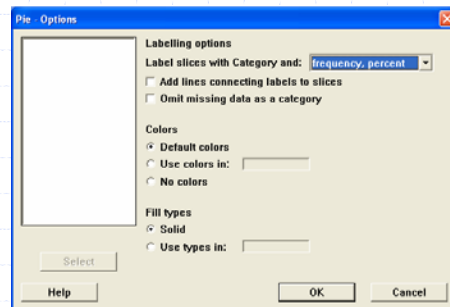 Pie - Options
Labelling options
Label slices with Category and: frequency, percent
Add lines connecting labels to slices
Omit missing data as a category
Colors
Default colors
Use colors in:
No colors
Fill types
Solid
Use types in:
Select
Help
OK
Cancel